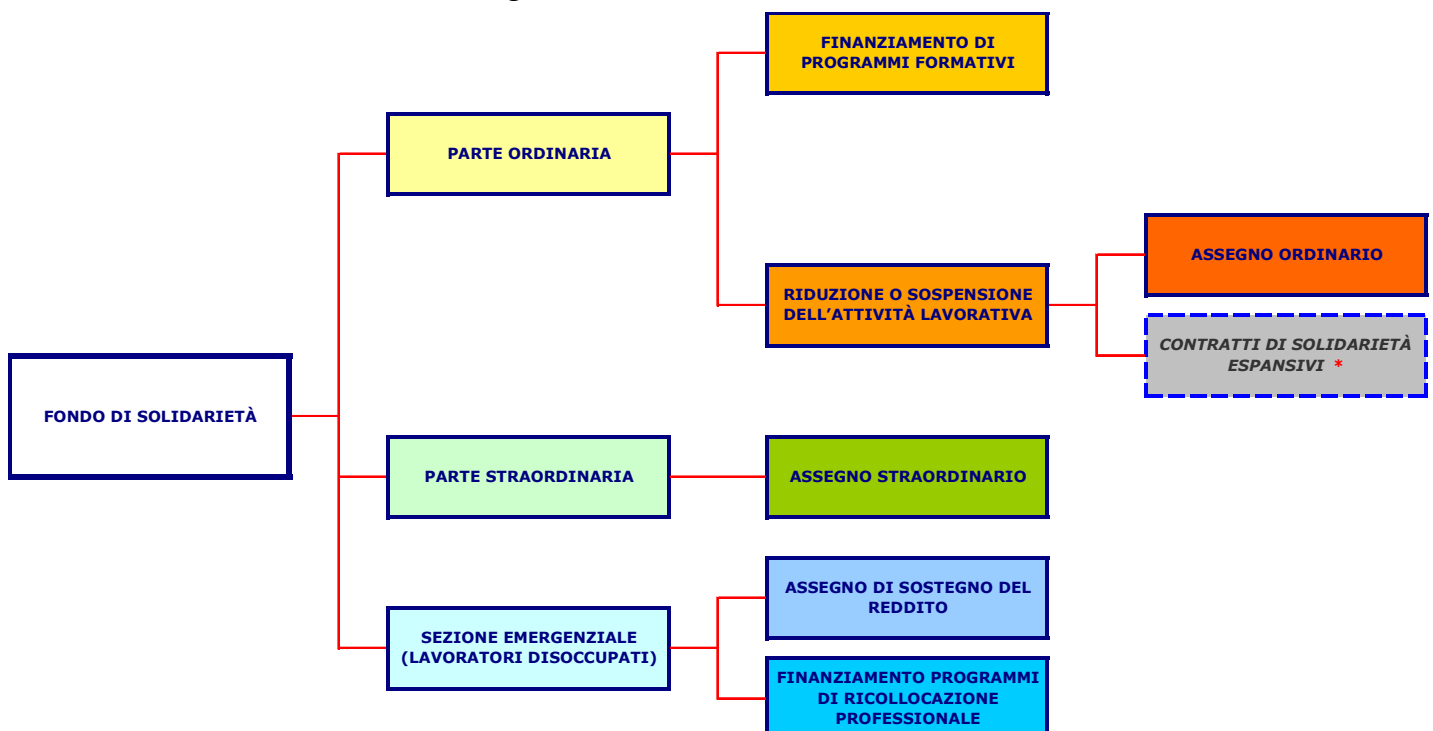 FINANZIAMENTO DI
PROGRAMMI FORMATIVI
PARTE ORDINARIA
ASSEGNO ORDINARIO
RIDUZIONE O SOSPENSIONE
DELL’ATTIVITÀ LAVORATIVA
CONTRATTI DI SOLIDARIETÀ
ESPANSIVI *
FONDO DI SOLIDARIETÀ
PARTE STRAORDINARIA
ASSEGNO STRAORDINARIO
ASSEGNO DI SOSTEGNO DEL
REDDITO
SEZIONE EMERGENZIALE
(LAVORATORI DISOCCUPATI)
FINANZIAMENTO PROGRAMMI
DI RICOLLOCAZIONE
PROFESSIONALE